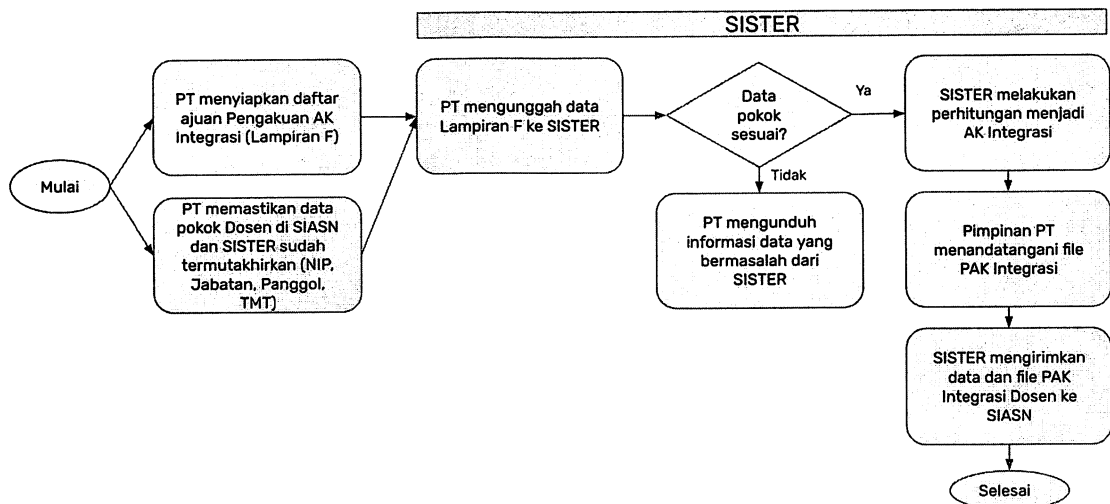 SISTER
Mulai
PT menyiapkan daftar
ajuan Pengakuan AK
Integrasi (Lampiran F)
PT memastikan data
pokok Dosen di SIASN
dan SISTER sudah
termutakhirkan (NIP,
Jabatan, Panggol,
TMT)
PT mengunggah data
Lampiran F ke SISTER
Data
pokok
sesuai?
Ya
Tidak
PT mengunduh
informasi data yang
bermasalah dari
SISTER
SISTER melakukan
perhitungan menjadi
AK Integrasi
Pimpinan PT
menandatangani file
PAK Integrasi
SISTER mengirimkan
data dan file PAK
Integrasi Dosen ke
SIASN
Selesai